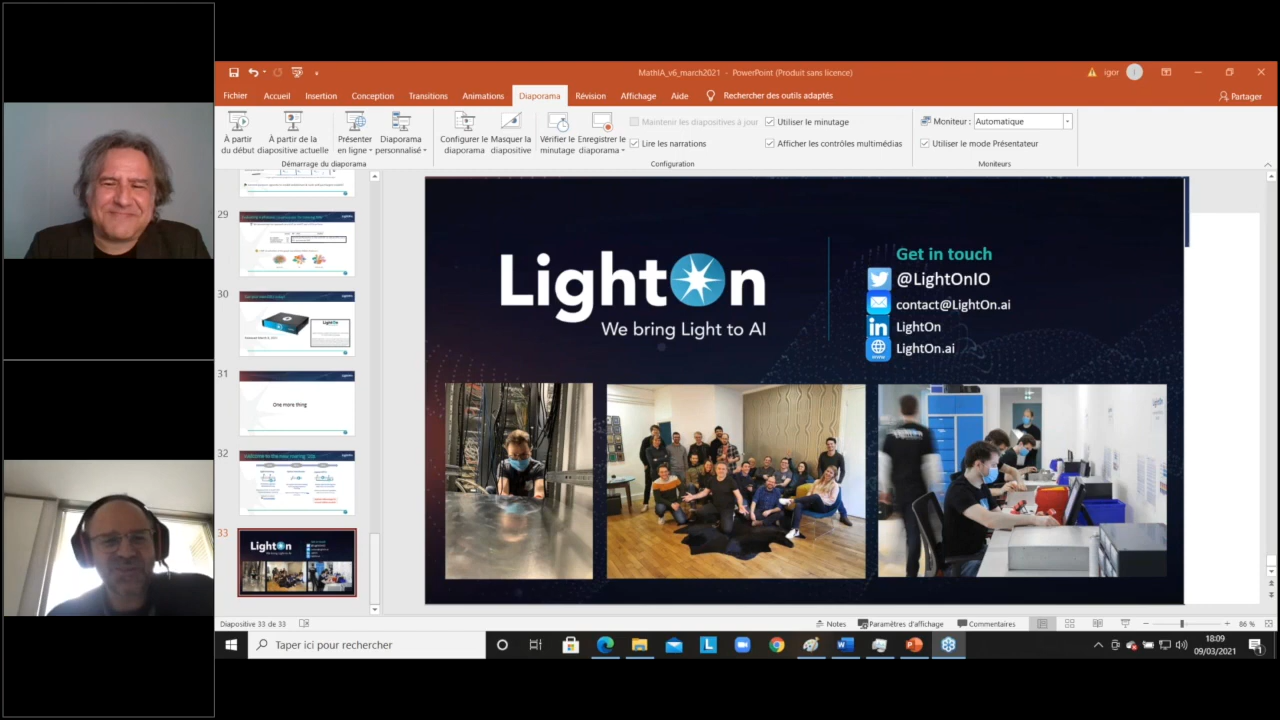 MathIA_v6_march2021 - PowerPoint (Produit sans licence)
igor
I
Fichier Accueil Insertion Conception Transitions Animations Diaporama Révision Affichage Aide Rechercher des outils adaptés
Partager
À partir du début
À partir de la diapositive actuelle
Présenter en ligne
Diaporama personnalisé
Démarrage du diaporama
Configurer le diaporama
Masquer la diapositive
Vérifier le minutage
Enregistrer le diaporama
Maintenir les diapositives à jour
Lire les narrations
Utiliser le minutage
Afficher les contrôles multimédias
Configuration
Moniteur : Automatique
Utiliser le mode Présentateur
Moniteurs
29
30
31
One more thing
32
33
LightOn
LightOn
We bring Light to AI
Get in touch
@LightOnIO
contact@LightOn.ai
in LightOn
www LightOn.ai
Diapositive 33 de 33
Notes
Paramètres d'affichage
Commentaires
86 %
Taper ici pour rechercher
18:09
09/03/2021
1